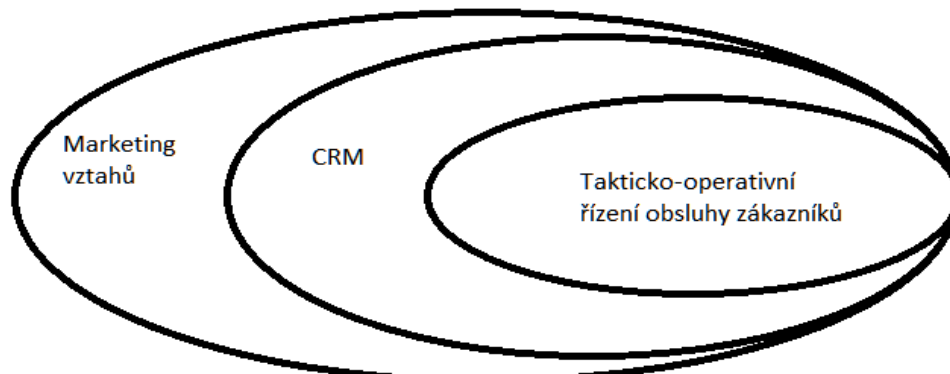 Marketing
vztahů
CRM
Takticko-operativní
řízení obsluhy zákazníků